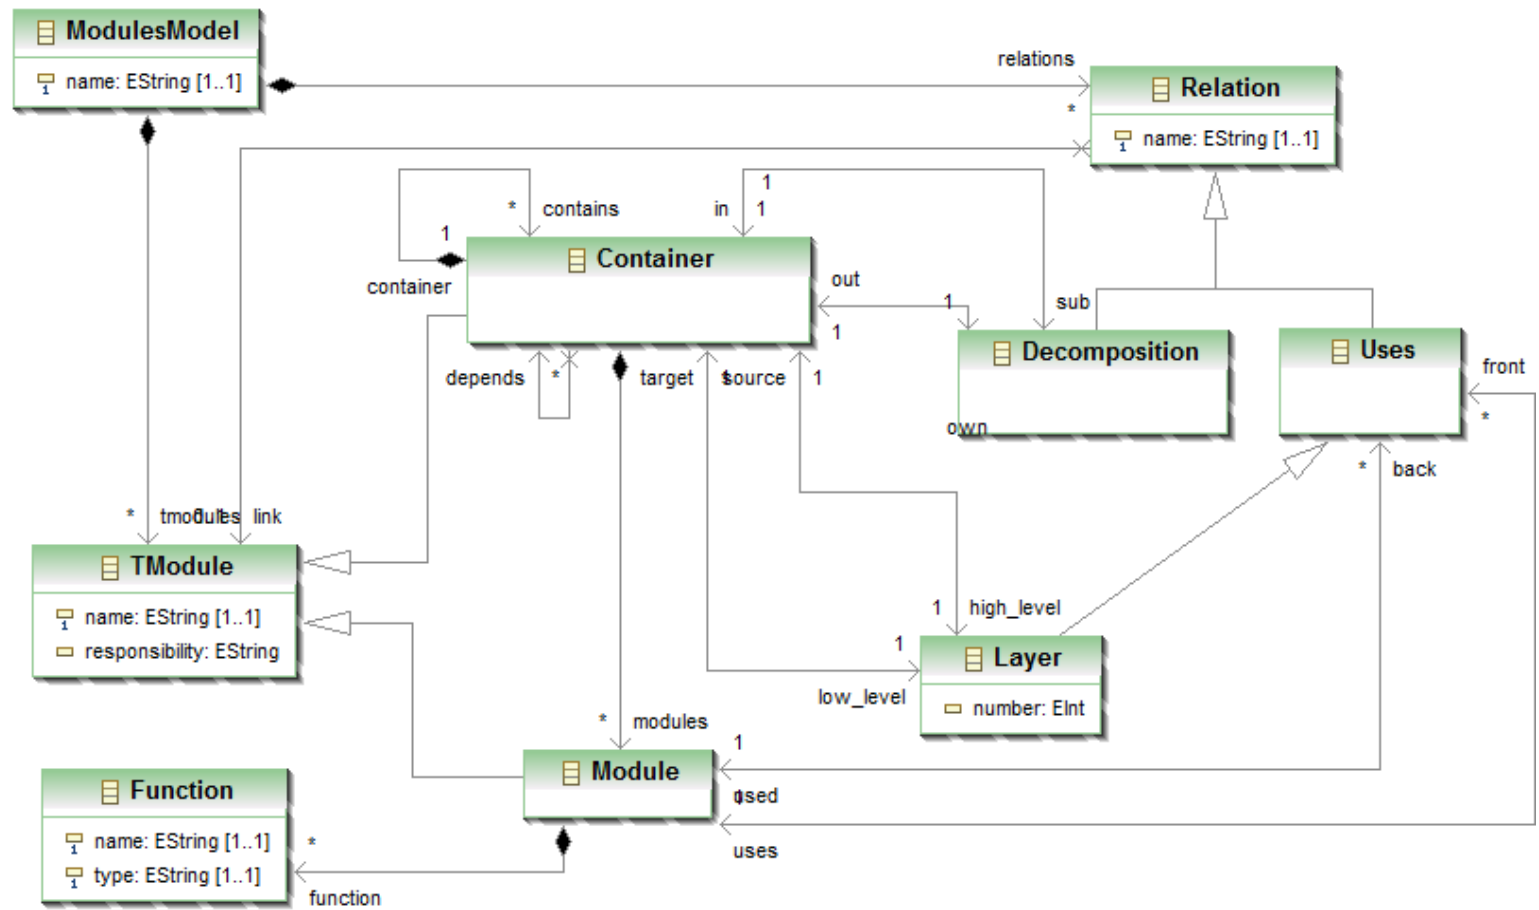 ModulesModel
name: EString [1..1]
relations
*
Relation
name: EString [1..1]
1
* contains
in 1
1
Container
container
out
1
1
sub
Decomposition
own
Uses
front
*
depends *
target
source 1
* back
* tmodules
link
TModule
name: EString [1..1]
responsibility: EString
1 high_level
1
Layer
number: EInt
low_level
* modules
1
Module
used
uses
Function
name: EString [1..1]
type: EString [1..1]
*
function